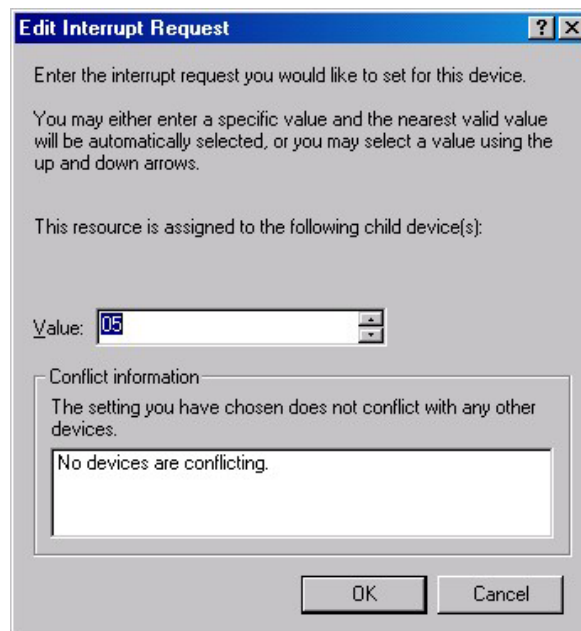 Edit Interrupt Request
Enter the interrupt request you would like to set for this device.
You may either enter a specific value and the nearest valid value
will be automatically selected, or you may select a value using the
up and down arrows.
This resource is assigned to the following child device(s):
Value: 05
Conflict information
The setting you have chosen does not conflict with any other
devices.
No devices are conflicting.
OK Cancel